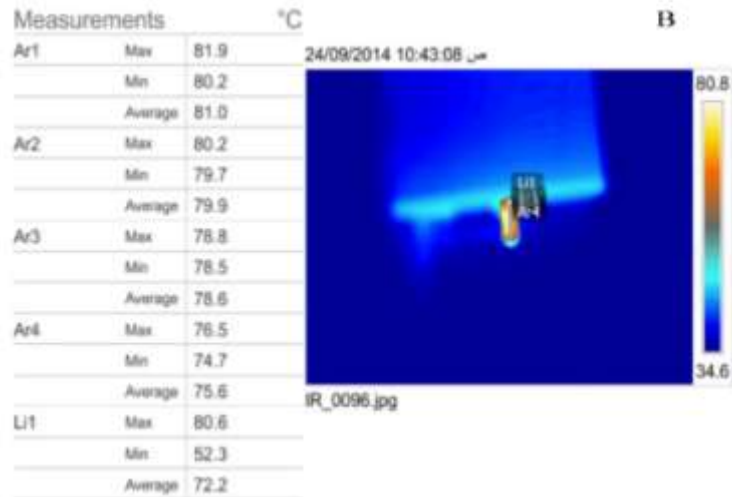 Measurements °C
Ar1 Max 81.9
Min 80.2
Average 81.0
Ar2 Max 80.2
Min 79.7
Average 79.9
Ar3 Max 78.8
Min 78.5
Average 78.6
Ar4 Max 76.5
Min 74.7
Average 75.6
Li1 Max 80.6
Min 52.3
Average 72.2
B
24/09/2014 10:43:08 ص
80.8
Li1
Ar4
34.6
IR_0096.jpg